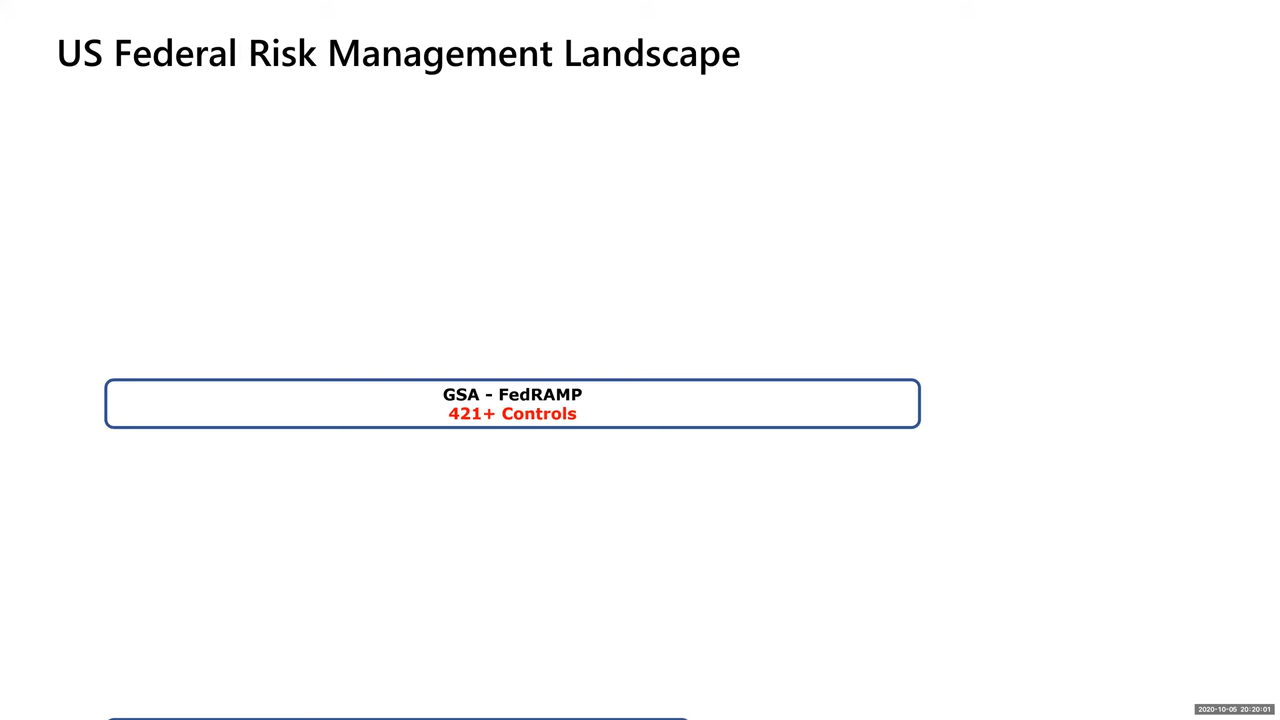 US Federal Risk Management Landscape
GSA - FedRAMP
421+ Controls
2020-10-05 20:20:01